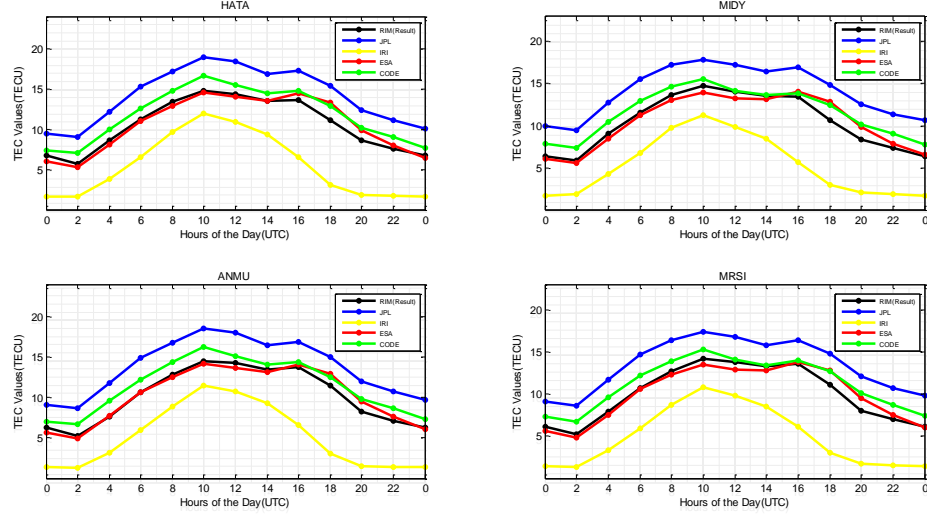 HATA
TEC Values(TECU)
20
15
10
5
RIM(Result)
JPL
IRI
ESA
CODE
0 2 4 6 8 10 12 14 16 18 20 22 0
Hours of the Day(UTC)
MIDY
TEC Values(TECU)
20
15
10
5
RIM(Result)
JPL
IRI
ESA
CODE
0 2 4 6 8 10 12 14 16 18 20 22 0
Hours of the Day(UTC)
ANMU
TEC Values(TECU)
20
15
10
5
RIM(Result)
JPL
IRI
ESA
CODE
0 2 4 6 8 10 12 14 16 18 20 22 0
Hours of the Day(UTC)
MRSI
TEC Values(TECU)
20
15
10
5
RIM(Result)
JPL
IRI
ESA
CODE
0 2 4 6 8 10 12 14 16 18 20 22 0
Hours of the Day(UTC)